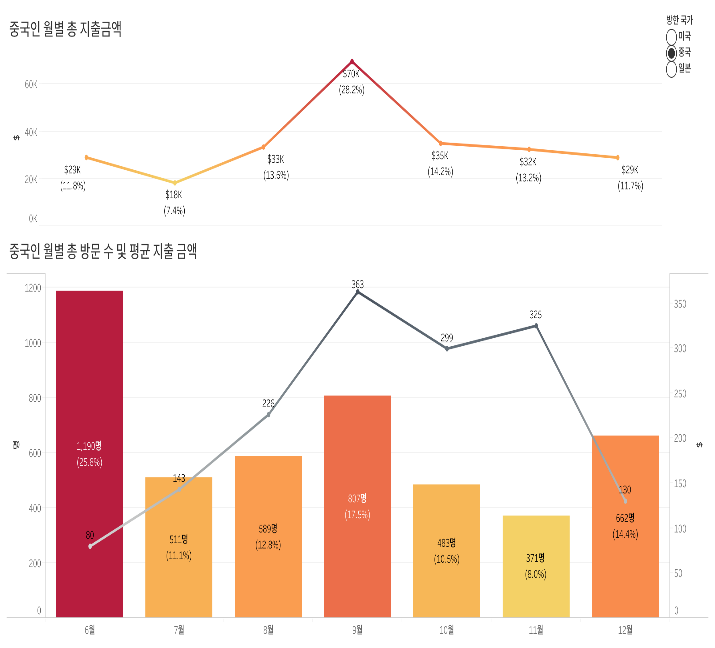 중국인 월별 총 지출금액
방한 국가
미국
중국
일본
60K
40K
20K
0K
$
$29K
(11.8%)
$18K
(7.4%)
$33K
(13.6%)
$70K
(28.2%)
$35K
(14.2%)
$32K
(13.2%)
$29K
(11.7%)
중국인 월별 총 방문 수 및 평균 지출 금액
1200
1000
800
600
400
200
0
명
350
300
250
200
150
100
50
0
$
80
143
228
363
299
325
130
1,190명
(25.8%)
511명
(11.1%)
589명
(12.8%)
807명
(17.5%)
483명
(10.5%)
371명
(8.0%)
662명
(14.4%)
6월
7월
8월
9월
10월
11월
12월